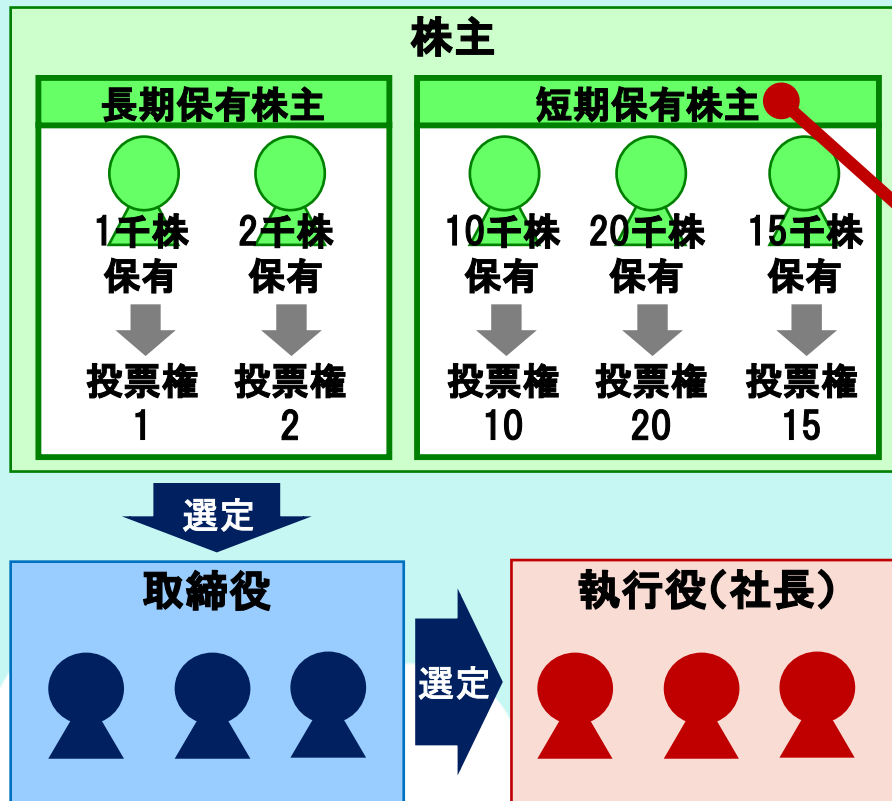 株主
長期保有株主
短期保有株主
1千株
保有
投票権
1
2千株
保有
投票権
2
10千株
保有
投票権
10
20千株
保有
投票権
20
15千株
保有
投票権
15
選定
取締役
選定
執行役（社長）